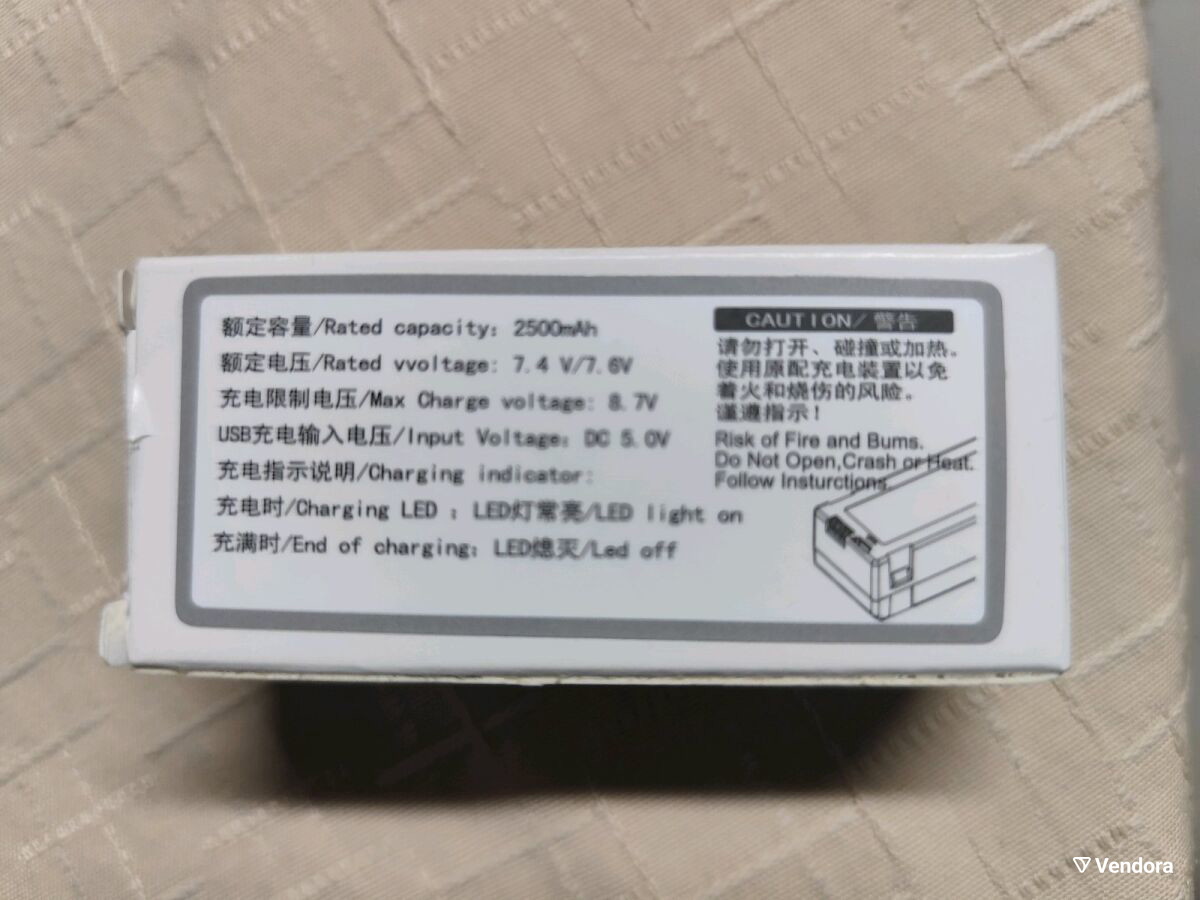 额定容量/Rated capacity: 2500mAh
额定电压/Rated vvoltage: 7.4 V/7.6V
充电限制电压/Max Charge voltage: 8.7V
USB充电输入电压/Input Voltage: DC 5.0V
充电指示说明/Charging indicator:
充电时/Charging LED : LED灯常亮/LED light on
充满时/End of charging: LED熄灭/Led off
CAUTION/警告
请勿打开、碰撞或加热。
使用原配充电装置以免
着火和烧伤的风险。
谨遵指示!
Risk of Fire and Bums.
Do Not Open,Crash or Heat.
Follow Insturctions.
Vendora